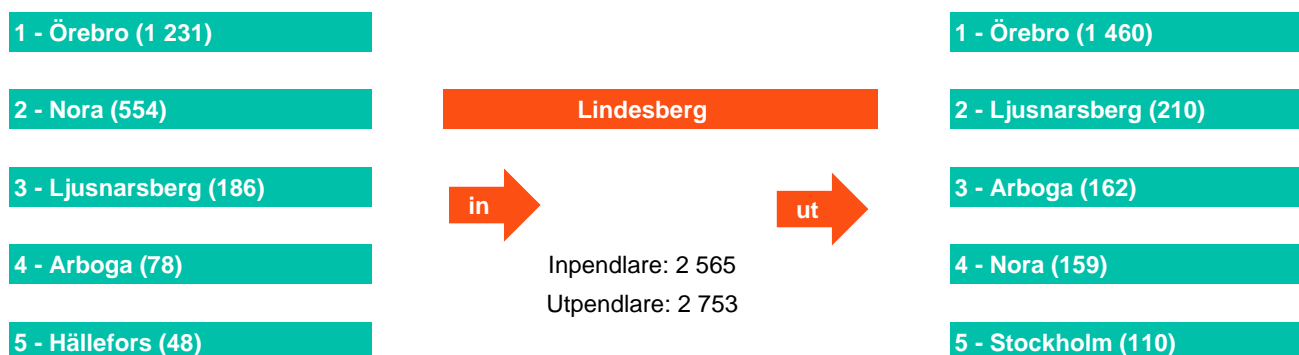 1 - Örebro (1 231)
2 - Nora (554)
3 - Ljusnarsberg (186)
4 - Arboga (78)
5 - Hällefors (48)
Lindesberg
in
ut
Inpendlare: 2 565
Utpendlare: 2 753
1 - Örebro (1 460)
2 - Ljusnarsberg (210)
3 - Arboga (162)
4 - Nora (159)
5 - Stockholm (110)